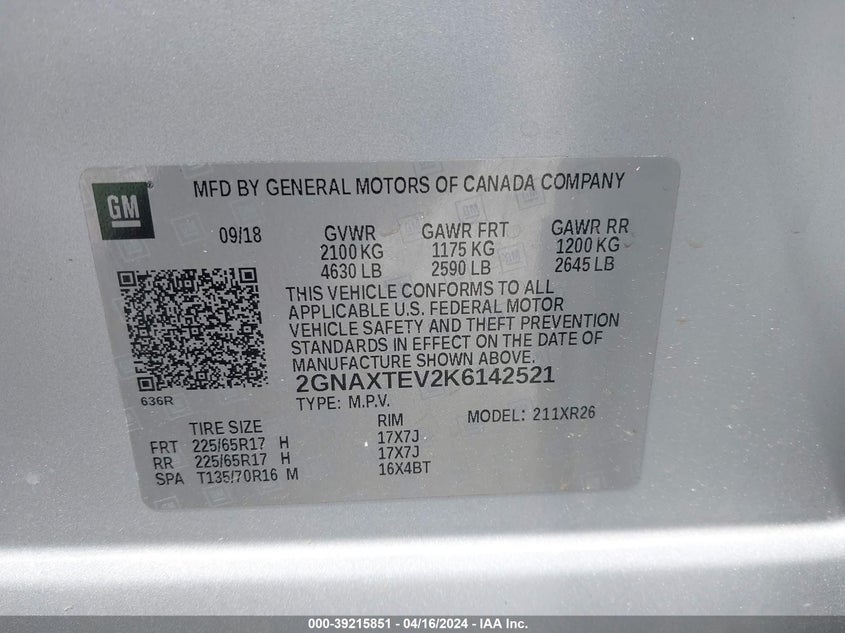 GM
MFD BY GENERAL MOTORS OF CANADA COMPANY
09/18 GVWR GAWR FRT GAWR RR
2100 KG 1175 KG 1200 KG
4630 LB 2590 LB 2645 LB
THIS VEHICLE CONFORMS TO ALL
APPLICABLE U.S. FEDERAL MOTOR
VEHICLE SAFETY AND THEFT PREVENTION
STANDARDS IN EFFECT ON THE DATE OF
MANUFACTURE SHOWN ABOVE.
2GNAXTEV2K6142521
636R
TYPE: M.P.V. MODEL: 211XR26
TIRE SIZE RIM
FRT 225/65R17 H 17X7J
RR 225/65R17 H 17X7J
SPA T135/70R16 M 16X4BT
000-39215851 - 04/16/2024 - IAA Inc.